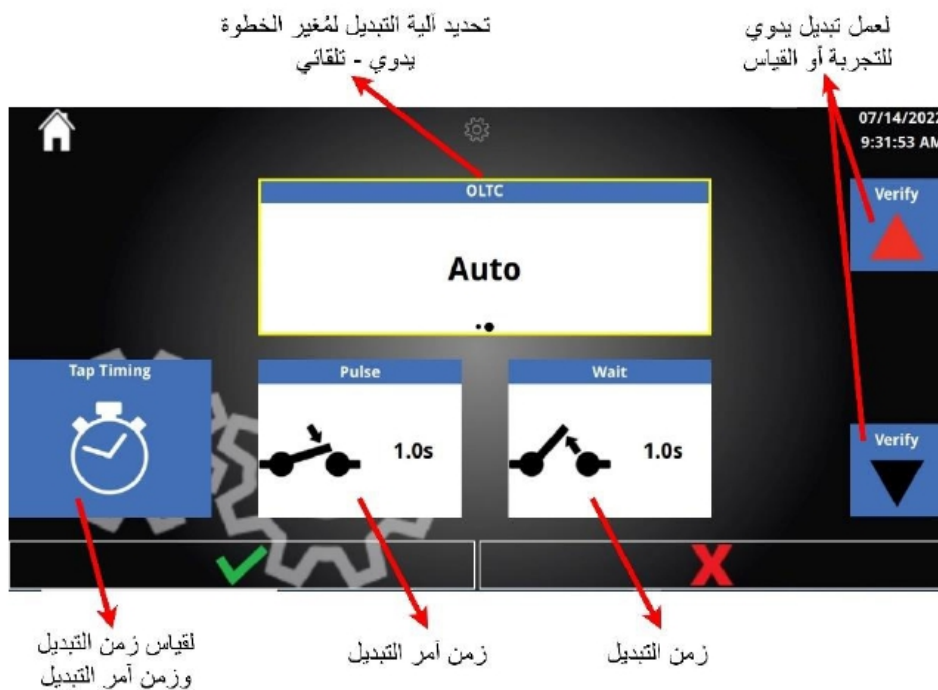 تحديد آلية التبديل لمُغير الخطوة
يدوي - تلقائي
لعمل تبديل يدوي
للتجربة أو القياس
07/14/2022
9:31:53 AM
OLTC
Auto
Verify
Tap Timing
Pulse
1.0s
Wait
1.0s
Verify
لقياس زمن التبديل
وزمن آمر التبديل
زمن آمر التبديل
زمن التبديل